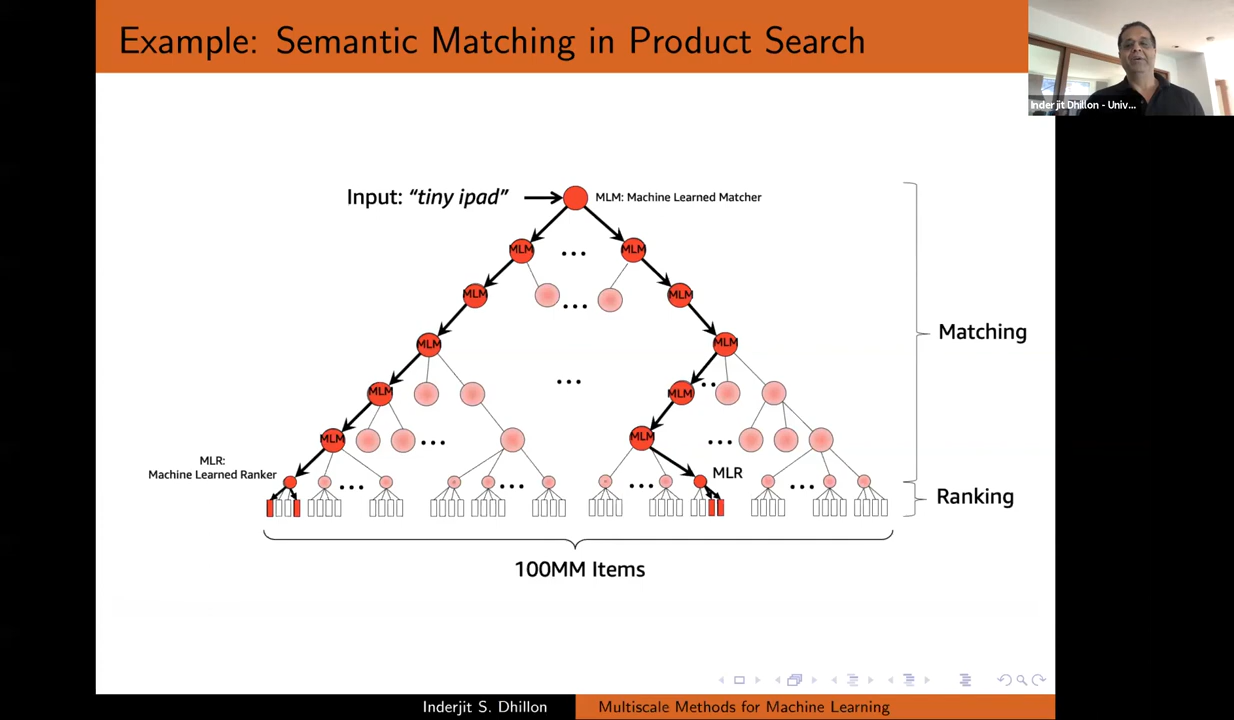 Example: Semantic Matching in Product Search
Inderjit Dhillon - Univ...
Input: “tiny ipad”
MLM: Machine Learned Matcher
MLM
...
MLM
MLM
...
MLM
MLM
MLM
...
MLM
MLM
...
MLM
...
MLM
...
MLR:
Machine Learned Ranker
MLR
...
...
...
...
Matching
Ranking
100MM Items
Inderjit S. Dhillon
Multiscale Methods for Machine Learning